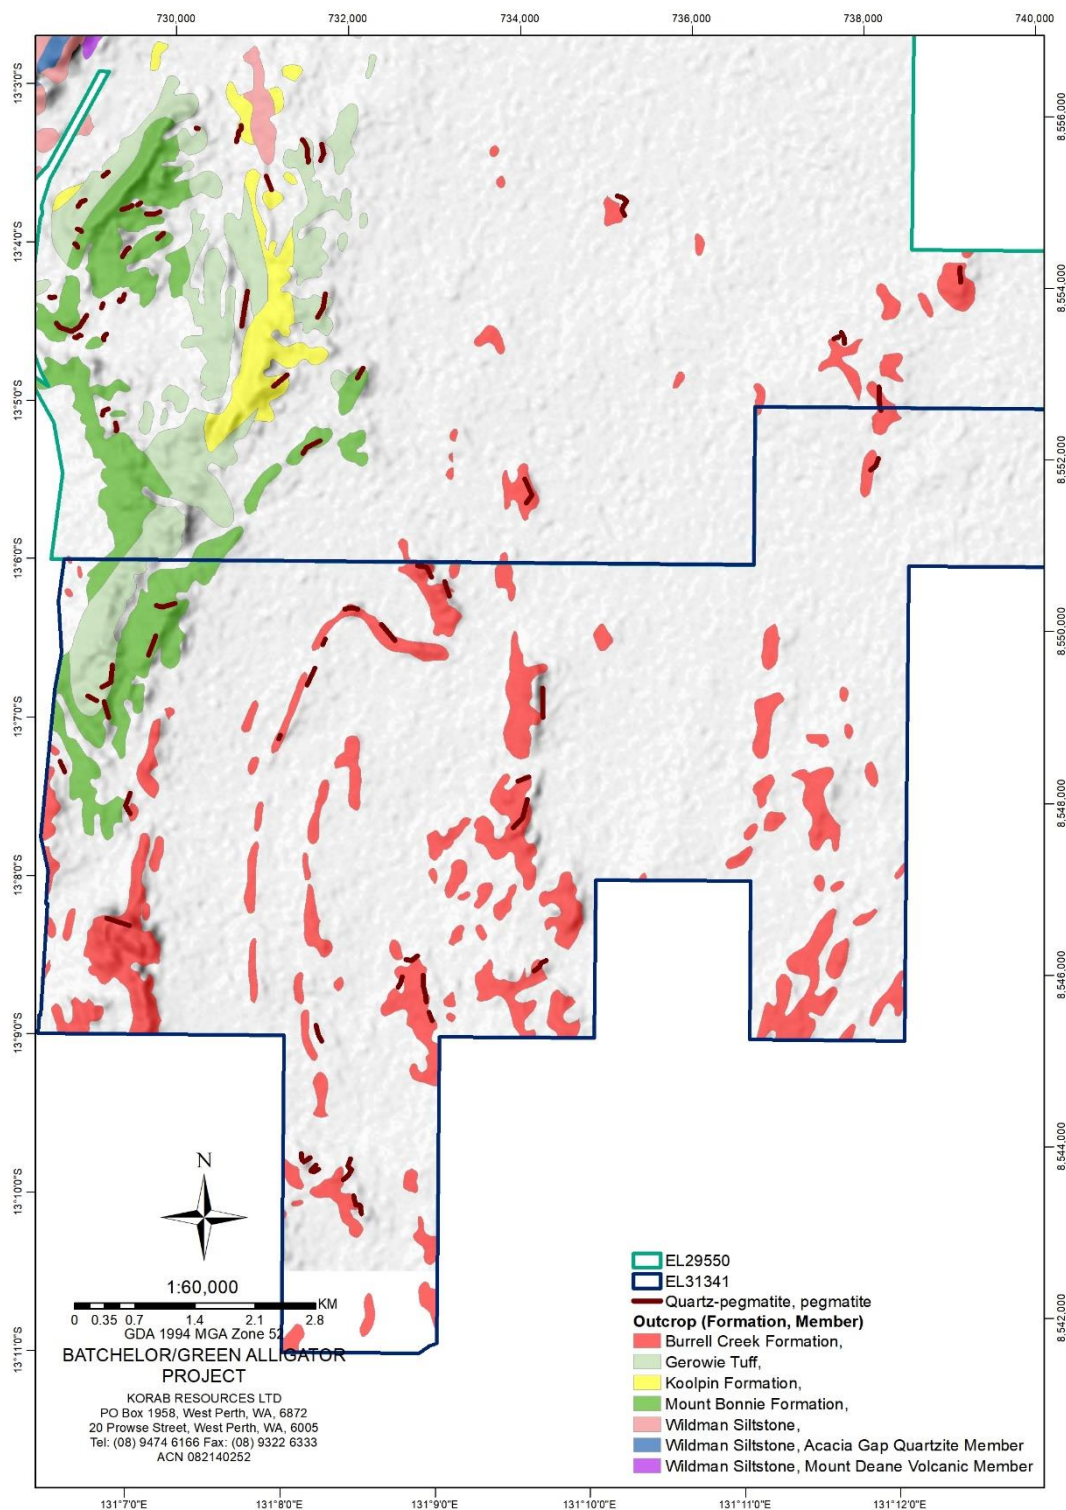 730,000 732,000 734,000 736,000 738,000 740,000
13°3'0"S
13°4'0"S
13°5'0"S
13°6'0"S
13°7'0"S
13°8'0"S
13°9'0"S
13°10'0"S
13°11'0"S
8,556,000
8,554,000
8,552,000
8,550,000
8,548,000
8,546,000
8,544,000
8,542,000
N
1:60,000
KM
0 0.35 0.7 1.4 2.1 2.8
GDA 1994 MGA Zone 52
BATCHELOR/GREEN ALLIGATOR
PROJECT
KORAB RESOURCES LTD
PO Box 1958, West Perth, WA, 6872
20 Prowse Street, West Perth, WA, 6005
Tel: (08) 9474 6166 Fax: (08) 9322 6333
ACN 082140252
EL29550
EL31341
Quartz-pegmatite, pegmatite
Outcrop (Formation, Member)
Burrell Creek Formation,
Gerowie Tuff,
Koolpin Formation,
Mount Bonnie Formation,
Wildman Siltstone,
Wildman Siltstone, Acacia Gap Quartzite Member
Wildman Siltstone, Mount Deane Volcanic Member
131°7'0"E 131°8'0"E 131°9'0"E 131°10'0"E 131°11'0"E 131°12'0"E